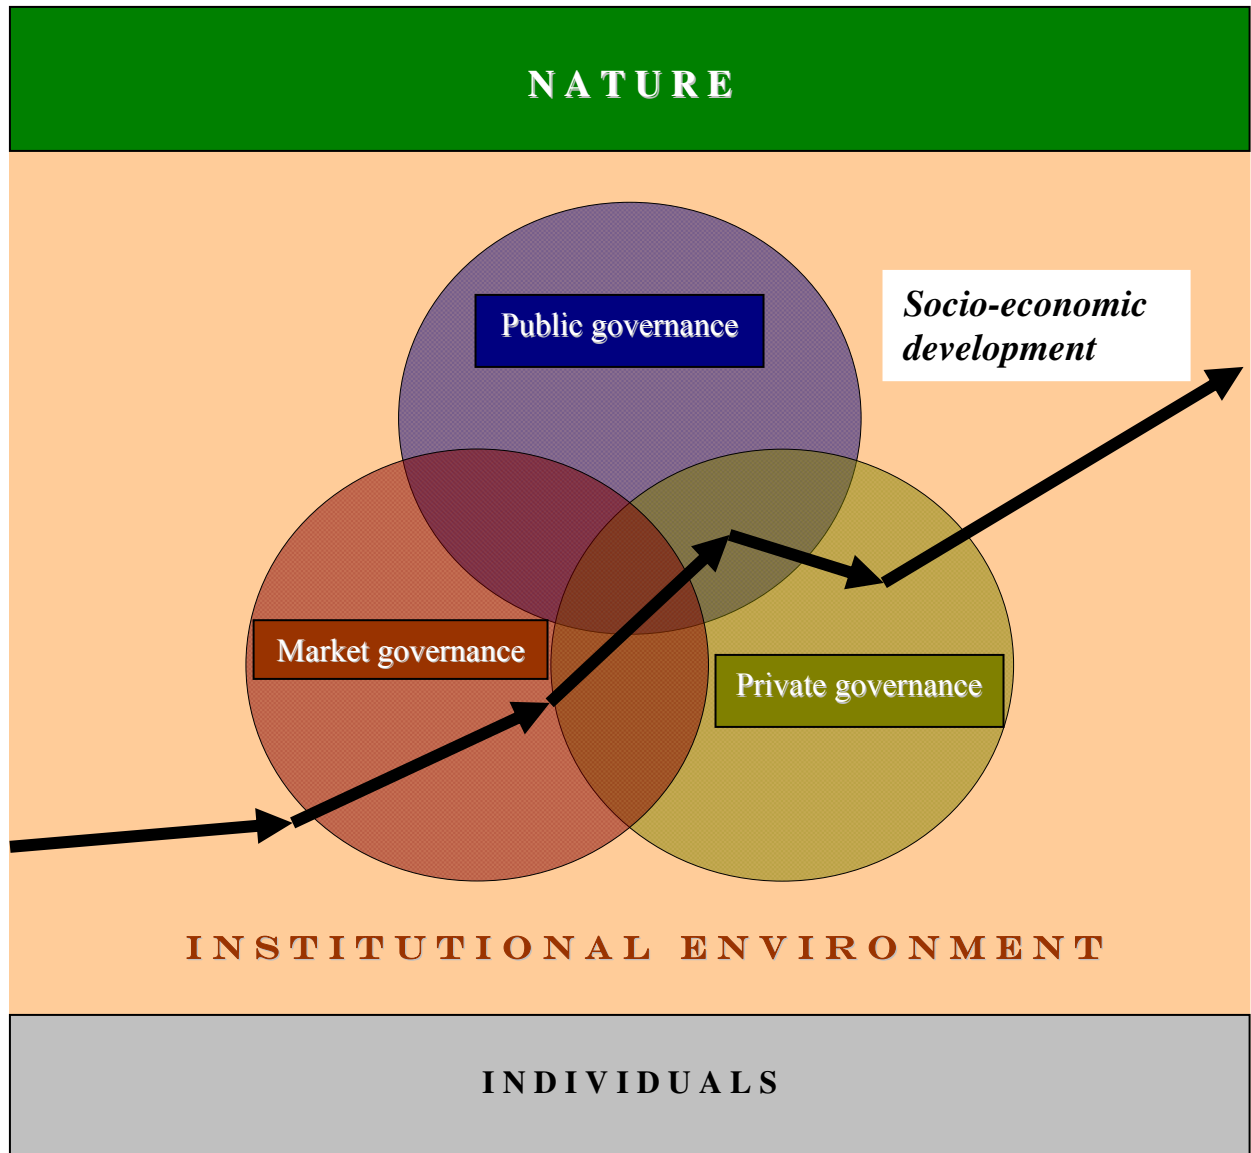 NATURE
Public governance
Socio-economic
development
Market governance
Private governance
INSTITUTIONAL ENVIRONMENT
INDIVIDUALS